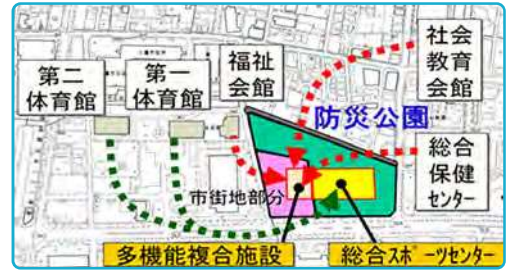 第二
体育館
第一
体育館
福祉
会館
社会
教育
会館
防災公園
総合
保健
センター
市街地部分
多機能複合施設
総合スポーツセンター